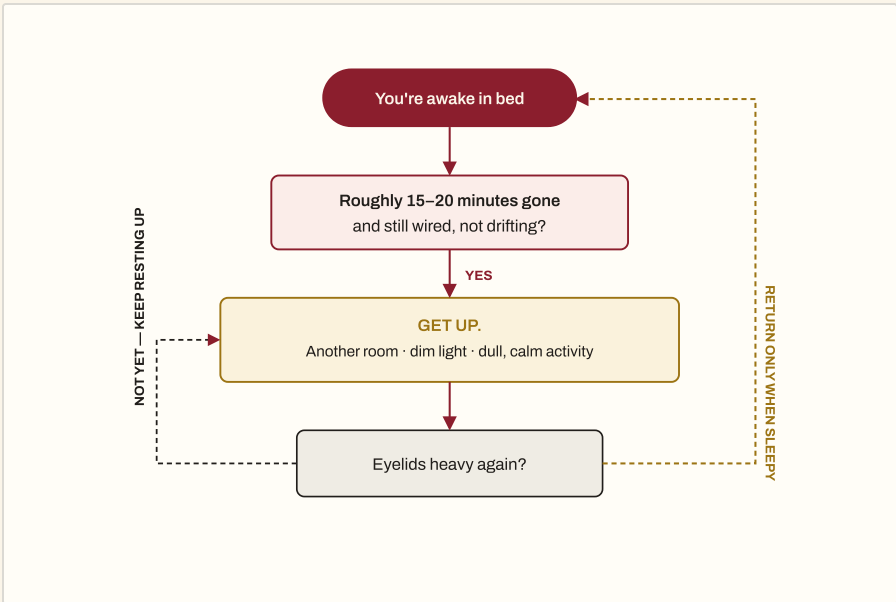 You're awake in bed
Roughly 15–20 minutes gone
and still wired, not drifting?
YES
GET UP.
Another room · dim light · dull, calm activity
Eyelids heavy again?
NOT YET — KEEP RESTING UP
RETURN ONLY WHEN SLEEPY